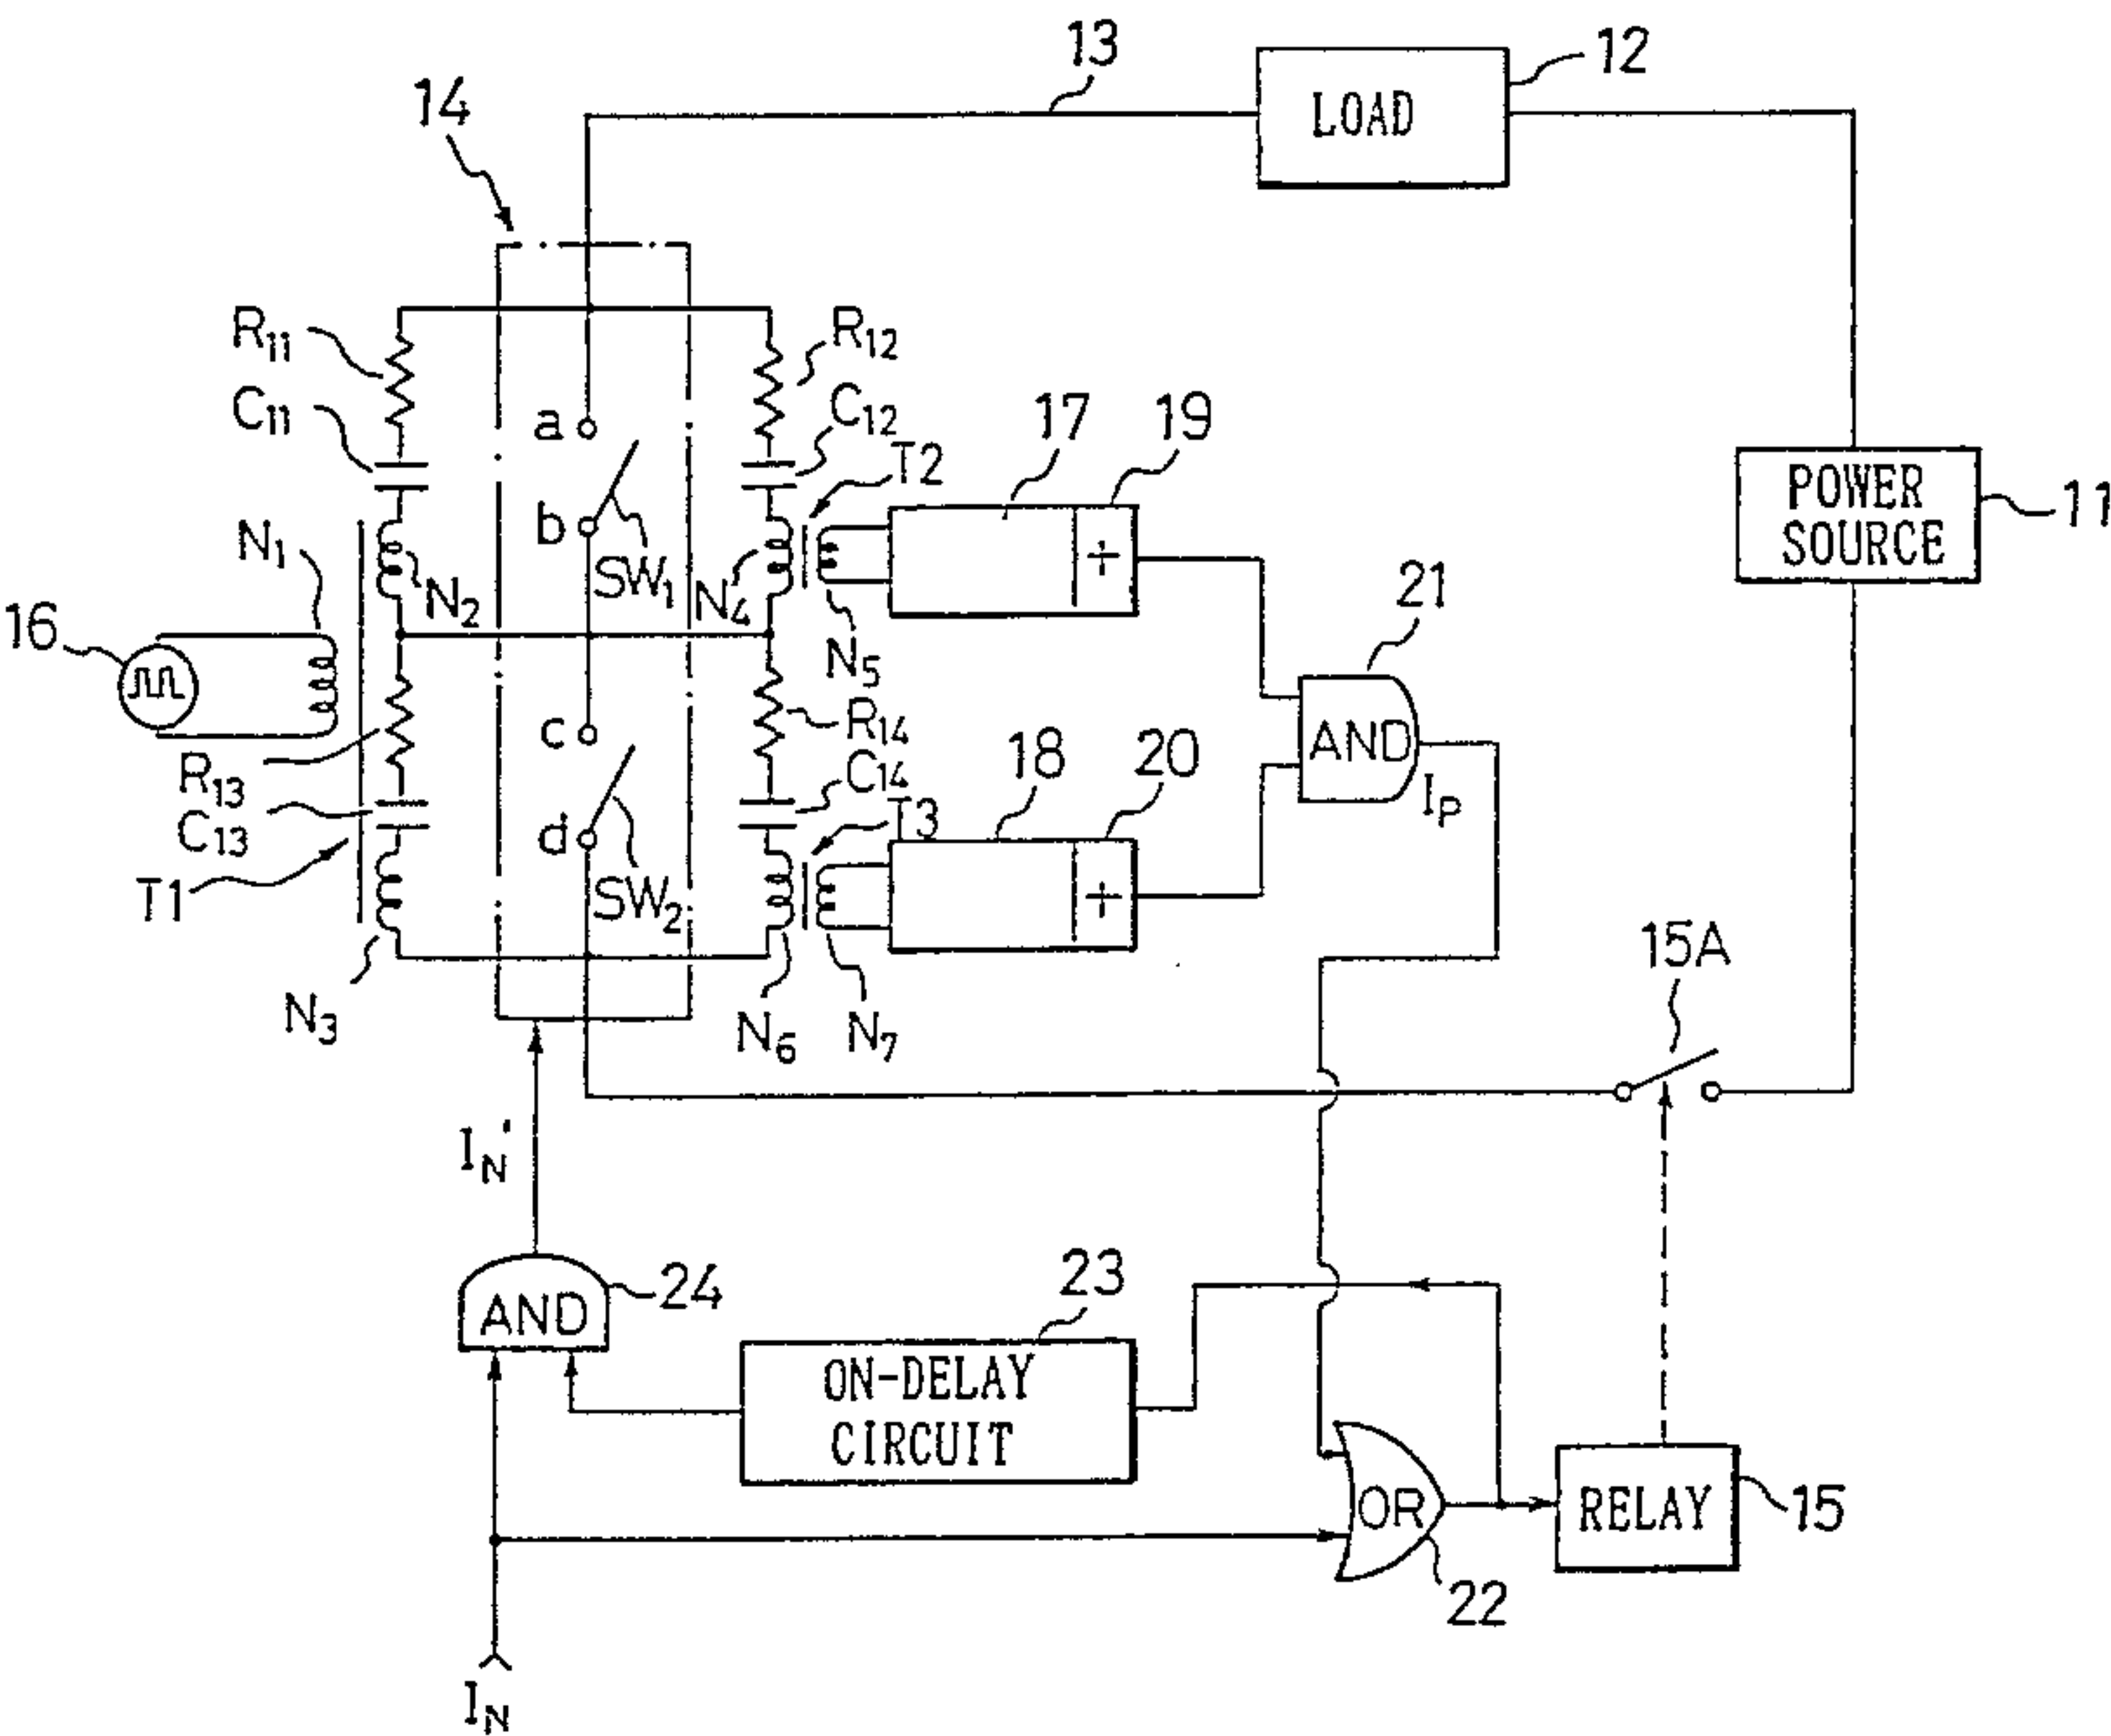 13
12
LOAD
14
R11
R12
C11
C12
17
19
a
T2
POWER
SOURCE
11
b
N1
N2
SW1
N4
+
21
16
N5
AND
c
R13
R14
18
20
C14
IP
C13
T3
d
T1
SW2
+
15A
N3
N6
N7
IN'
24
23
AND
ON-DELAY
CIRCUIT
OR
RELAY
15
22
IN